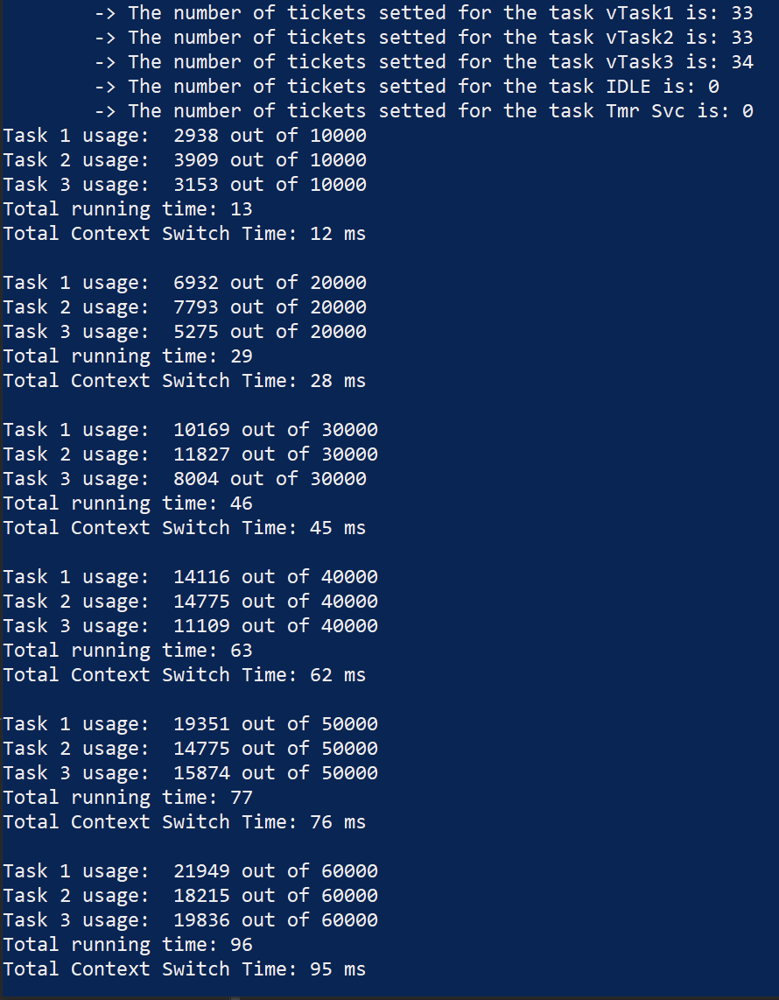 -> The number of tickets setted for the task vTask1 is: 33
-> The number of tickets setted for the task vTask2 is: 33
-> The number of tickets setted for the task vTask3 is: 34
-> The number of tickets setted for the task IDLE is: 0
-> The number of tickets setted for the task Tmr Svc is: 0
Task 1 usage:  2938 out of 10000
Task 2 usage:  3909 out of 10000
Task 3 usage:  3153 out of 10000
Total running time: 13
Total Context Switch Time: 12 ms
Task 1 usage:  6932 out of 20000
Task 2 usage:  7793 out of 20000
Task 3 usage:  5275 out of 20000
Total running time: 29
Total Context Switch Time: 28 ms
Task 1 usage:  10169 out of 30000
Task 2 usage:  11827 out of 30000
Task 3 usage:  8004 out of 30000
Total running time: 46
Total Context Switch Time: 45 ms
Task 1 usage:  14116 out of 40000
Task 2 usage:  14775 out of 40000
Task 3 usage:  11109 out of 40000
Total running time: 63
Total Context Switch Time: 62 ms
Task 1 usage:  19351 out of 50000
Task 2 usage:  14775 out of 50000
Task 3 usage:  15874 out of 50000
Total running time: 77
Total Context Switch Time: 76 ms
Task 1 usage:  21949 out of 60000
Task 2 usage:  18215 out of 60000
Task 3 usage:  19836 out of 60000
Total running time: 96
Total Context Switch Time: 95 ms